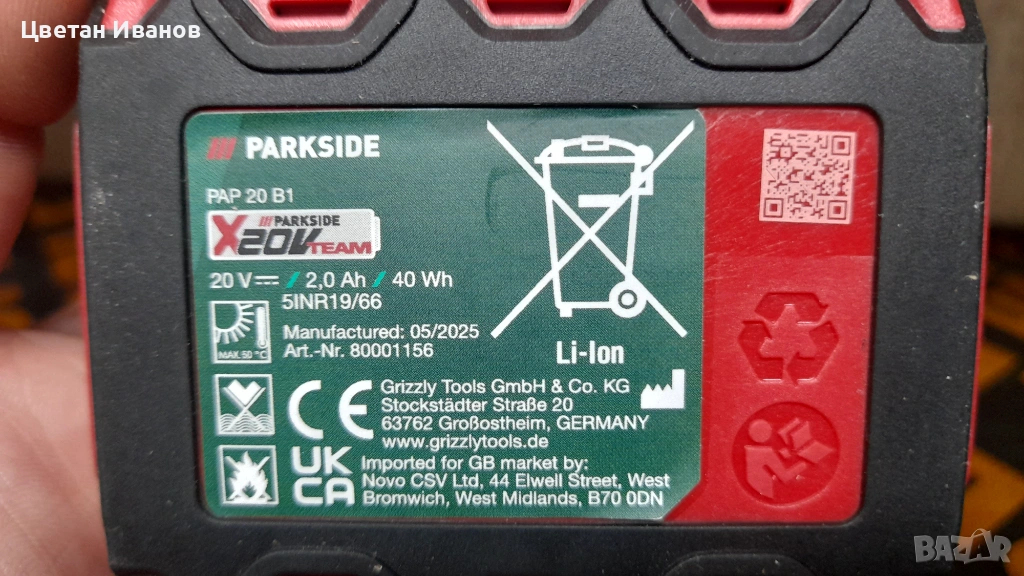 Цветан Иванов
PARKSIDE
PAP 20 B1
PARKSIDE
X20V TEAM
20 V / 2,0 Ah / 40 Wh
5INR19/66
MAX. 50 °C
Manufactured: 05/2025
Art.-Nr. 80001156
Li-Ion
CE
Grizzly Tools GmbH & Co. KG
Stockstädter Straße 20
63762 Großostheim, GERMANY
www.grizzlytools.de
UK
CA
Imported for GB market by:
Novo CSV Ltd, 44 Elwell Street, West
Bromwich, West Midlands, B70 0DN
BAZAR